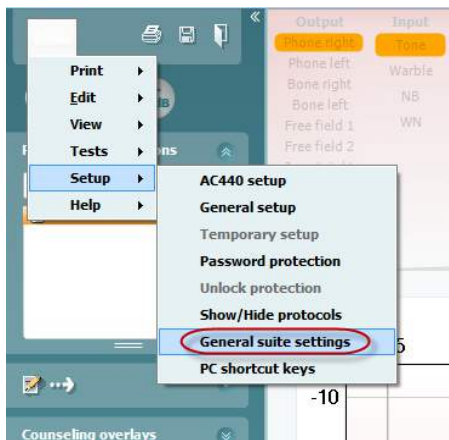 Output Input
Phone right Tone
Phone left Warble
Bone right
Bone left NB
Free field 1 WN
Free field 2
Print
Edit
View
Tests
Setup
Help
ns
AC440 setup
General setup
Temporary setup
Password protection
Unlock protection
Show/Hide protocols
General suite settings
PC shortcut keys
5
-10
Counseling overlays